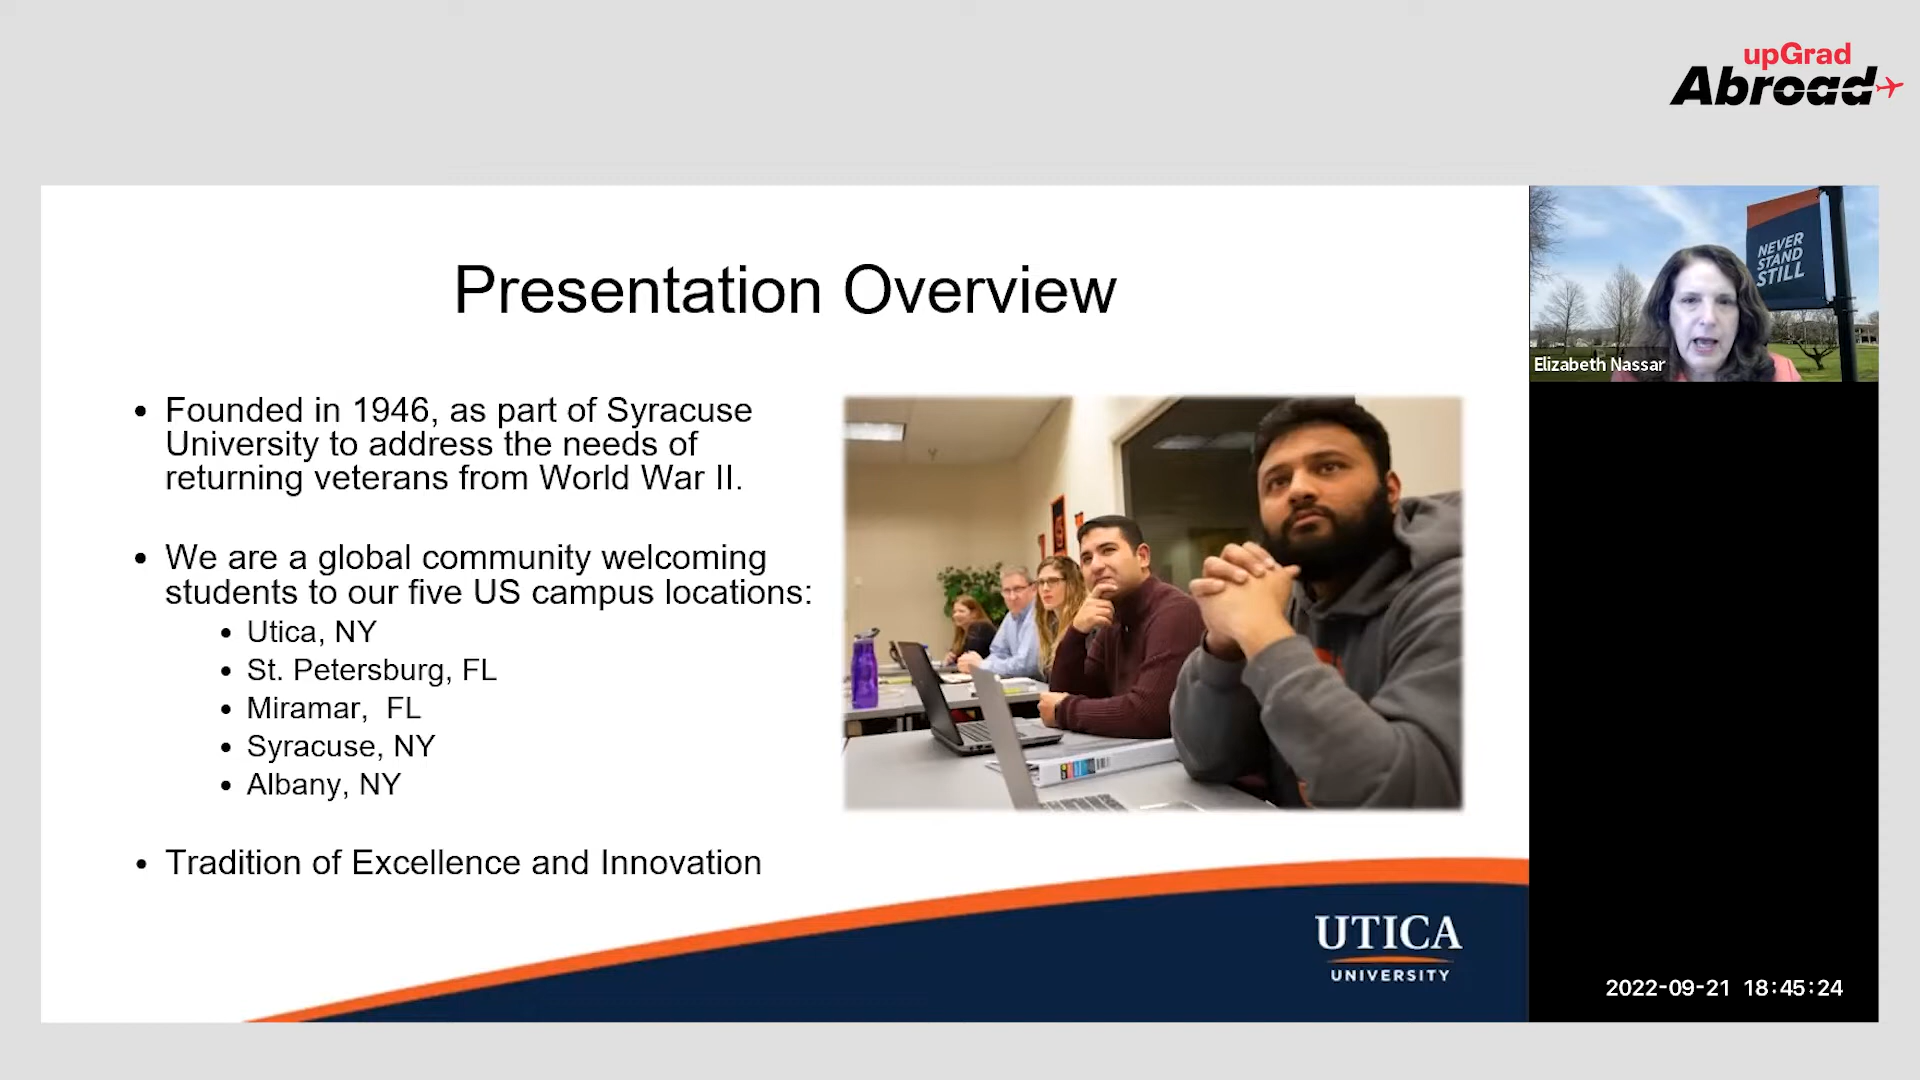 upGrad
Abroad
Presentation Overview
• Founded in 1946, as part of Syracuse
University to address the needs of
returning veterans from World War II.
• We are a global community welcoming
students to our five US campus locations:
• Utica, NY
• St. Petersburg, FL
• Miramar,  FL
• Syracuse, NY
• Albany, NY
• Tradition of Excellence and Innovation
UTICA
UNIVERSITY
NEVER
STAND
STILL
Elizabeth Nassar
2022-09-21 18:45:24